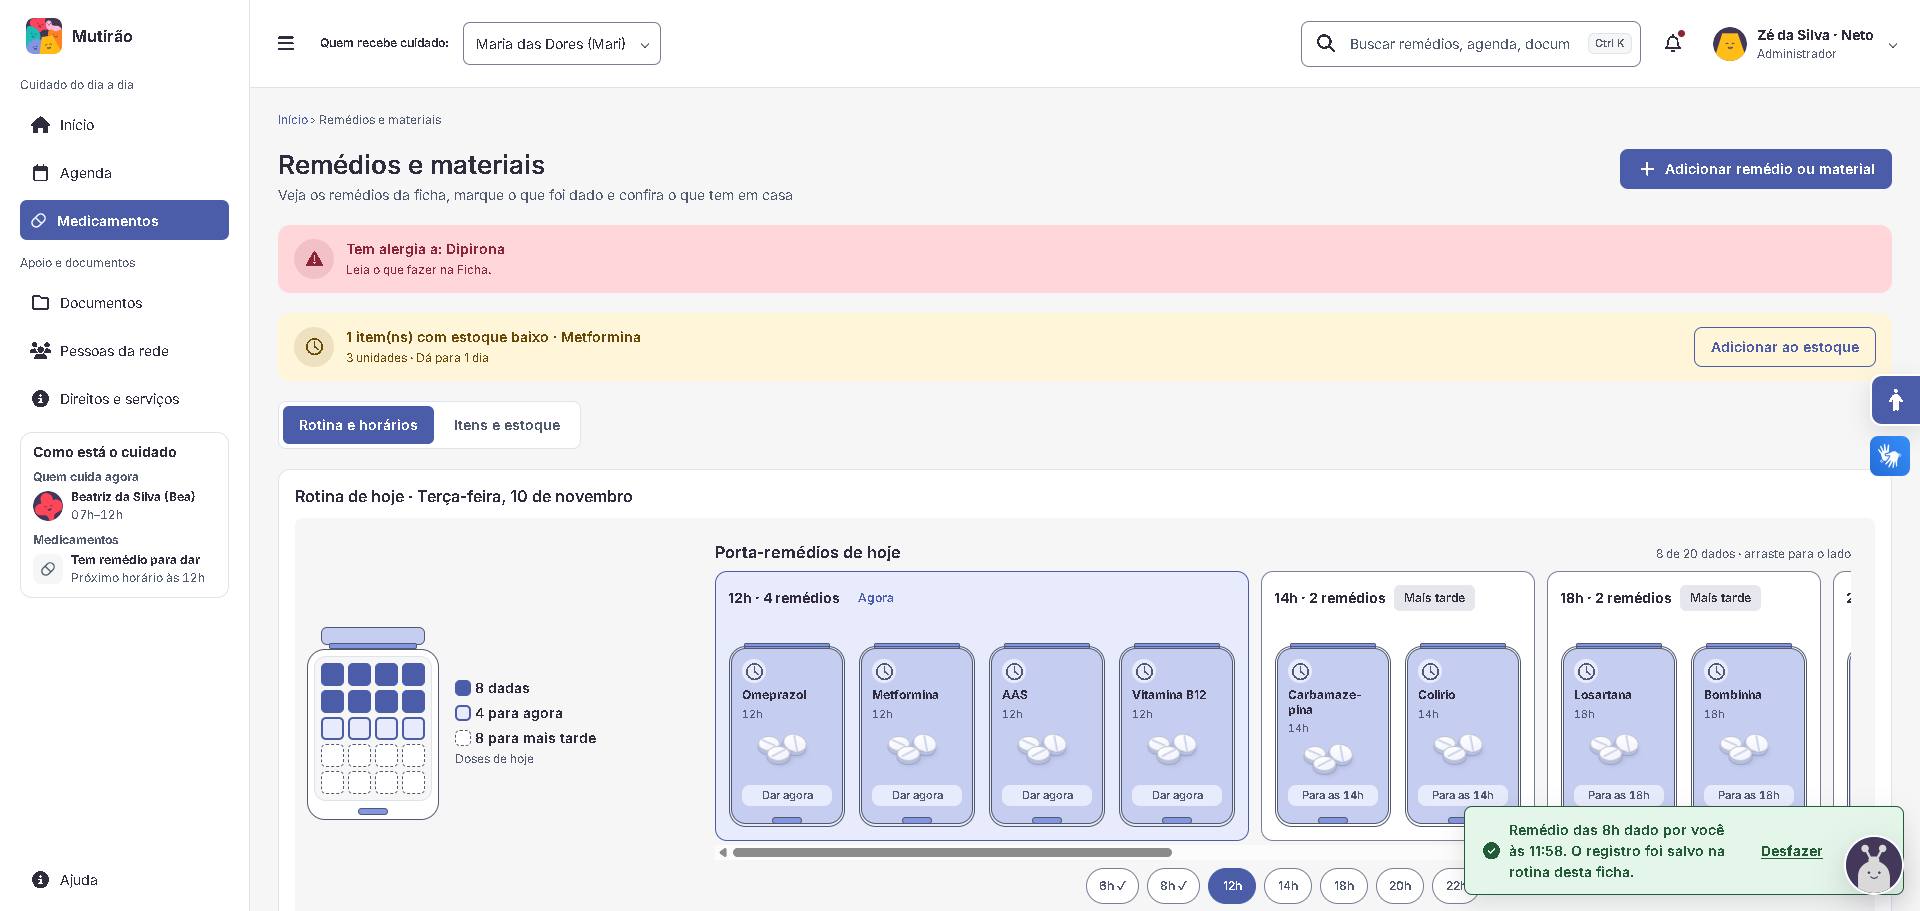 Mutirão
Cuidado do dia a dia
Início
Agenda
Medicamentos
Apoio e documentos
Documentos
Pessoas da rede
Direitos e serviços
Como está o cuidado
Quem cuida agora
Beatriz da Silva (Bea)
07h–12h
Medicamentos
Tem remédio para dar
Próximo horário às 12h
Ajuda
Quem recebe cuidado:
Maria das Dores (Mari)
Buscar remédios, agenda, docum
Ctrl K
Zé da Silva · Neto
Administrador
Início › Remédios e materiais
Remédios e materiais
Veja os remédios da ficha, marque o que foi dado e confira o que tem em casa
Adicionar remédio ou material
Tem alergia a: Dipirona
Leia o que fazer na Ficha.
1 item(ns) com estoque baixo · Metformina
3 unidades · Dá para 1 dia
Adicionar ao estoque
Rotina e horários
Itens e estoque
Rotina de hoje · Terça-feira, 10 de novembro
8 dadas
4 para agora
8 para mais tarde
Doses de hoje
Porta-remédios de hoje
8 de 20 dados · arraste para o lado
12h · 4 remédios
Agora
Omeprazol
12h
Dar agora
Metformina
12h
Dar agora
AAS
12h
Dar agora
Vitamina B12
12h
Dar agora
14h · 2 remédios
Mais tarde
Carbamaze-
pina
14h
Para as 14h
Colírio
14h
Para as 14h
18h · 2 remédios
Mais tarde
Losartana
18h
Para as 18h
Bombinha
18h
Para as 18h
6h ✓
8h ✓
12h
14h
18h
20h
22h
Remédio das 8h dado por você
às 11:58. O registro foi salvo na
rotina desta ficha.
Desfazer